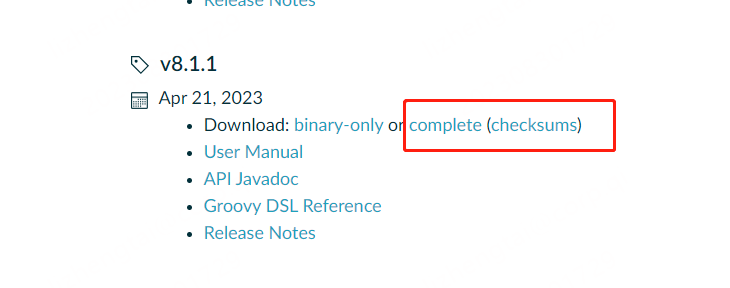 Release Notes
v8.1.1
Apr 21, 2023
Download: binary-only or complete (checksums)
User Manual
API Javadoc
Groovy DSL Reference
Release Notes